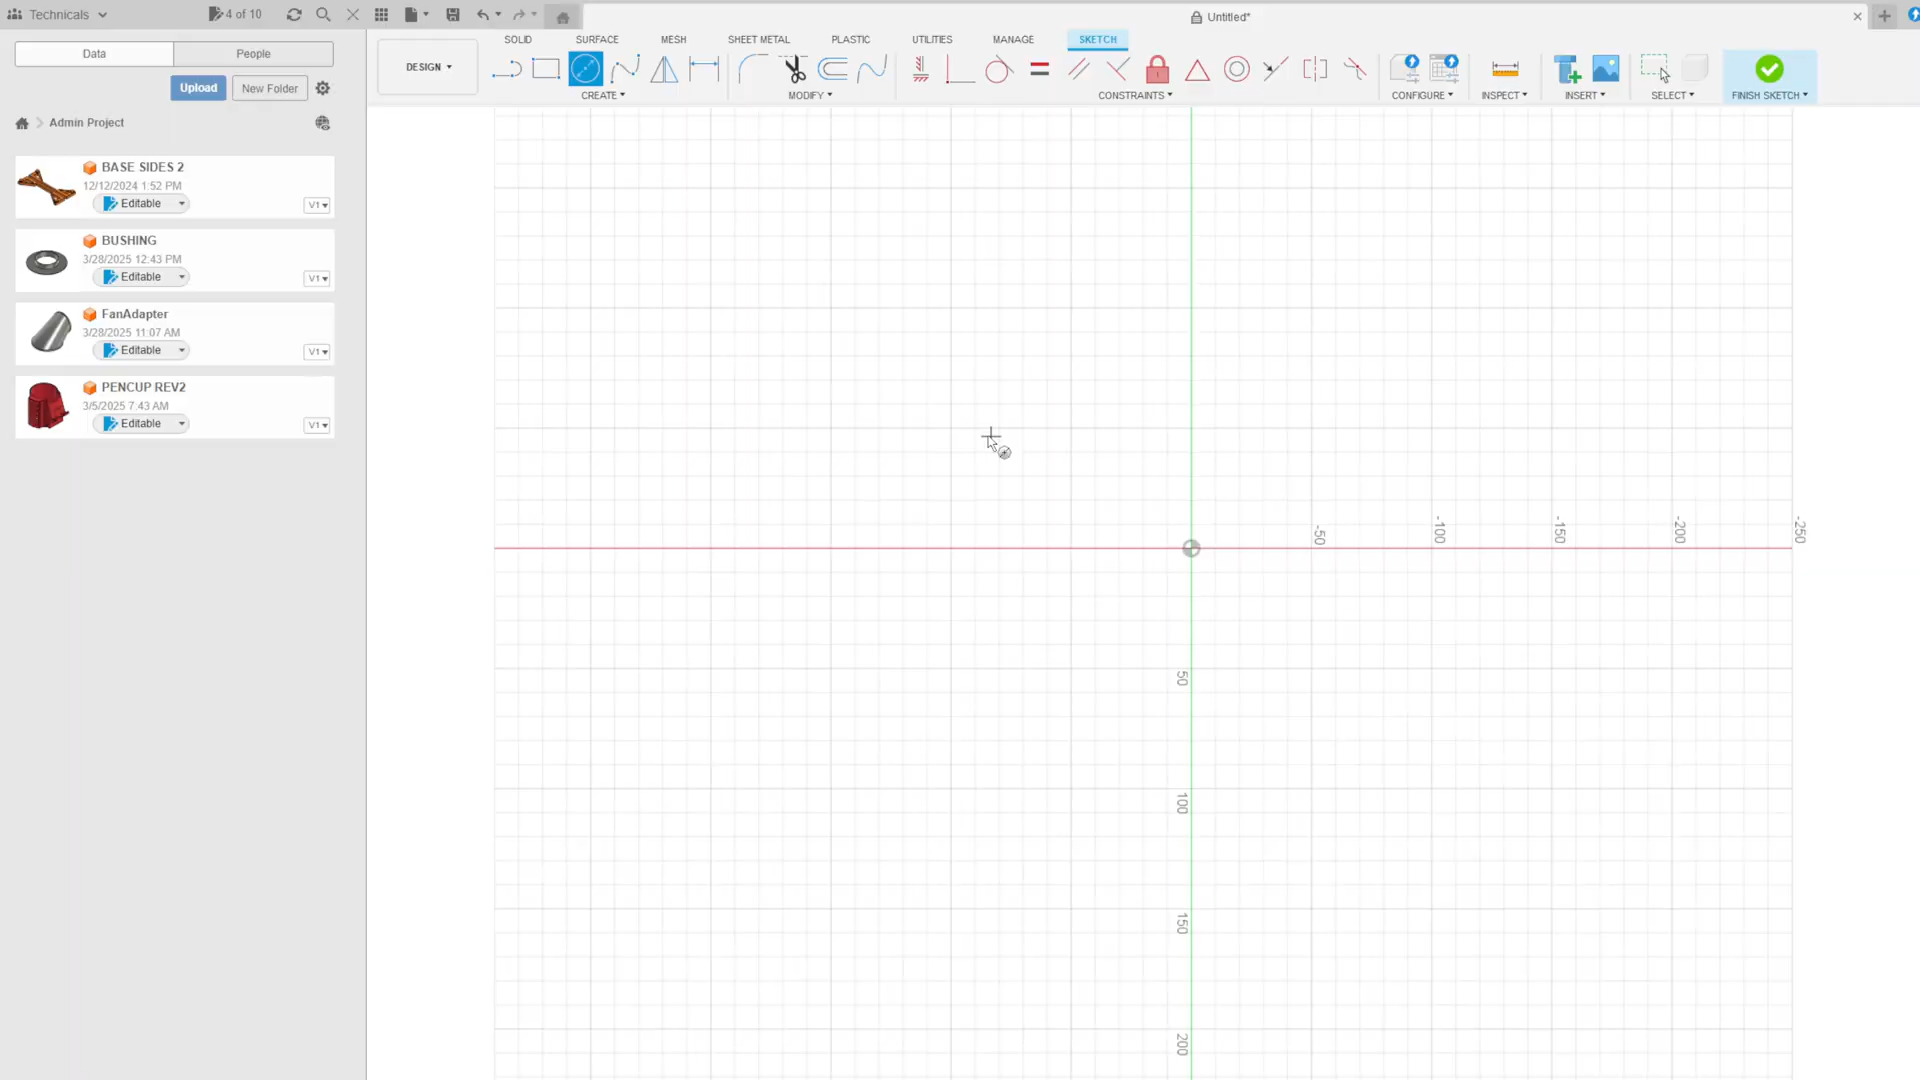 Technicals
4 of 10
Untitled*
Data
People
Upload
New Folder
Admin Project
BASE SIDES 2
12/12/2024 1:52 PM
Editable
V1
BUSHING
3/28/2025 12:43 PM
Editable
V1
FanAdapter
3/28/2025 11:07 AM
Editable
V1
PENCUP REV2
3/5/2025 7:43 AM
Editable
V1
DESIGN
SOLID
SURFACE
MESH
SHEET METAL
PLASTIC
UTILITIES
MANAGE
SKETCH
CREATE
MODIFY
CONSTRAINTS
CONFIGURE
INSPECT
INSERT
SELECT
FINISH SKETCH
-50
-100
-150
-200
-250
50
100
150
200